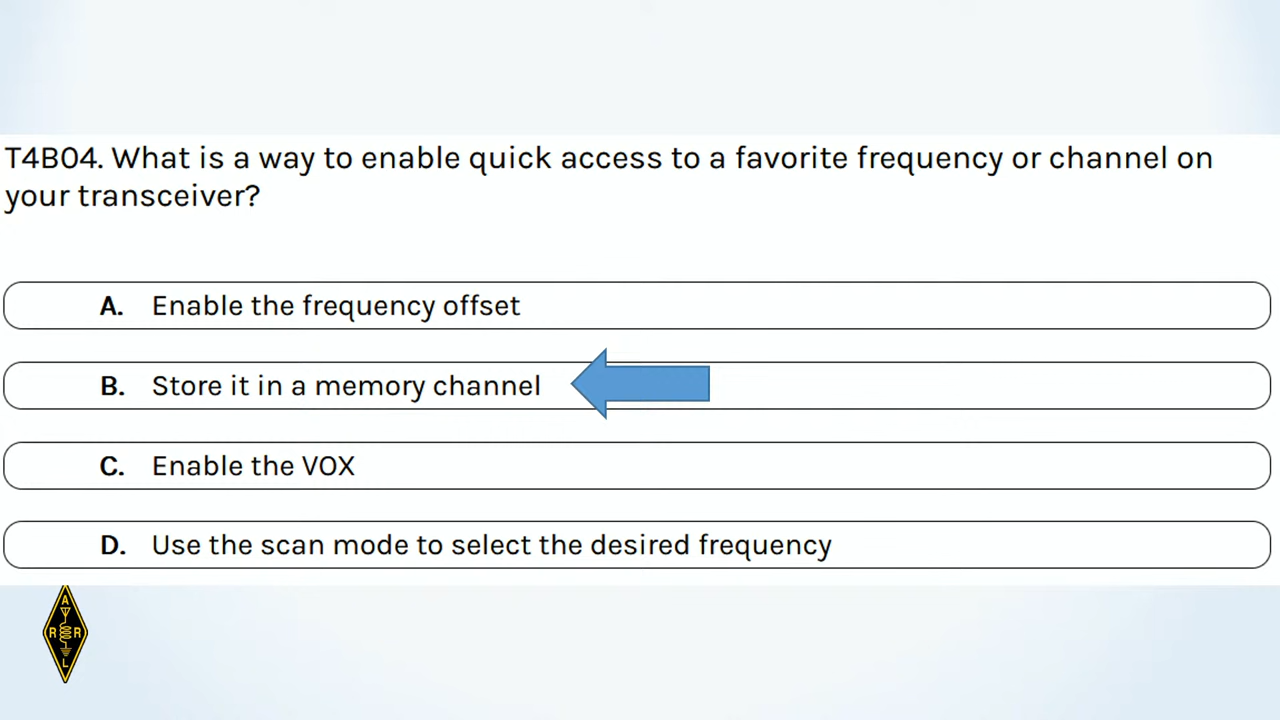 T4B04. What is a way to enable quick access to a favorite frequency or channel on
your transceiver?
A. Enable the frequency offset
B. Store it in a memory channel
C. Enable the VOX
D. Use the scan mode to select the desired frequency
A
R R
L